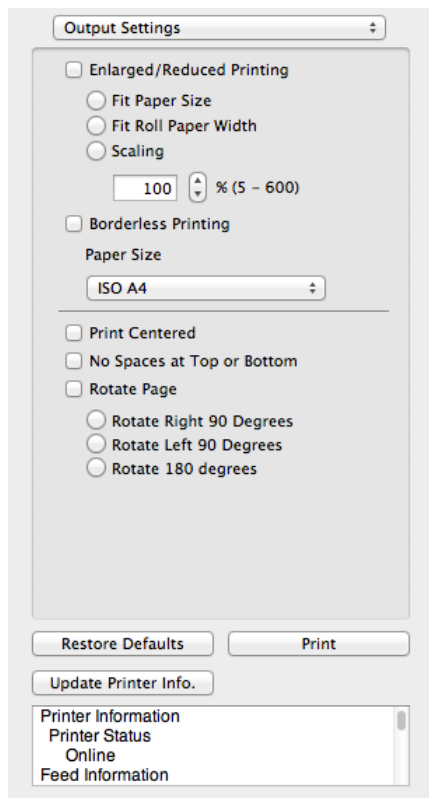 Output Settings
Enlarged/Reduced Printing
Fit Paper Size
Fit Roll Paper Width
Scaling
100 % (5 – 600)
Borderless Printing
Paper Size
ISO A4
Print Centered
No Spaces at Top or Bottom
Rotate Page
Rotate Right 90 Degrees
Rotate Left 90 Degrees
Rotate 180 degrees
Restore Defaults Print
Update Printer Info.
Printer Information
Printer Status
Online
Feed Information